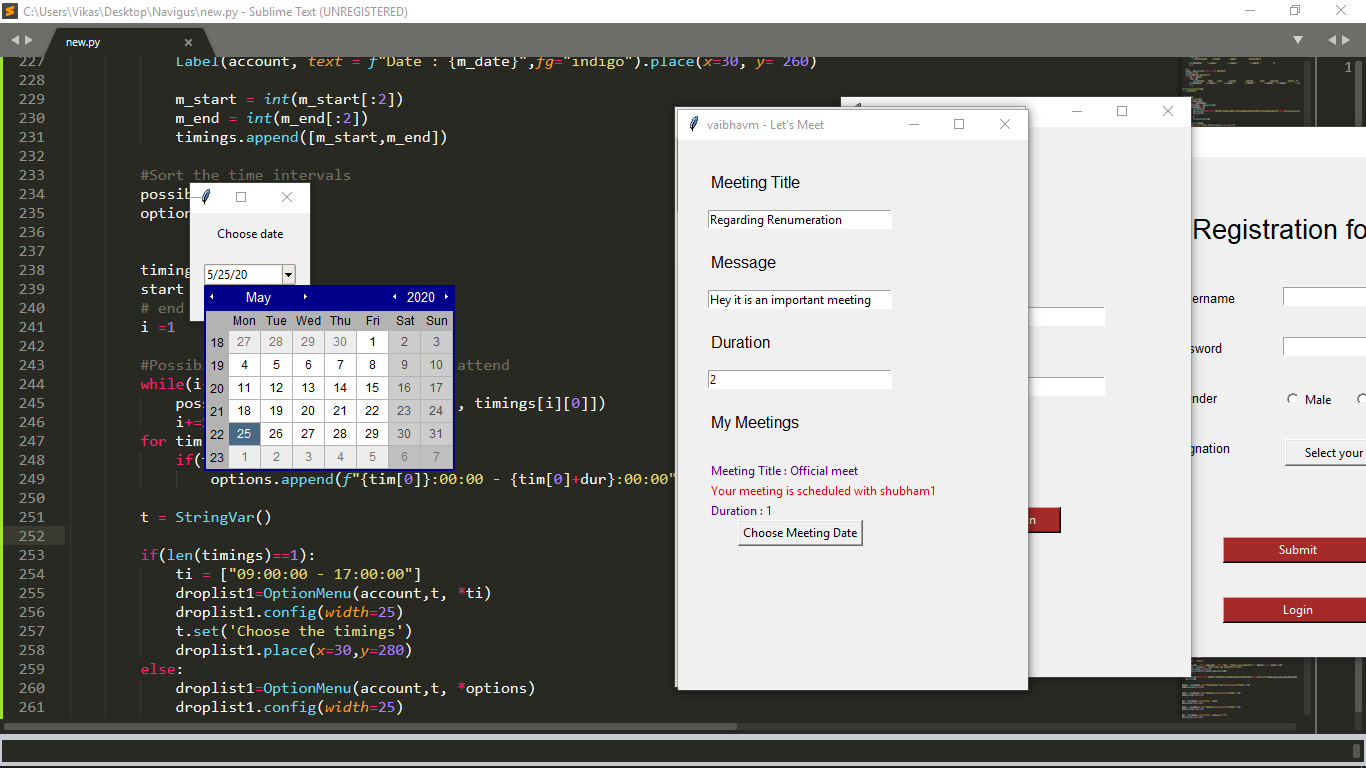 C:\Users\Vikas\Desktop\Navigus\new.py - Sublime Text (UNREGISTERED)
new.py
227 Label(account, text = f"Date : {m_date}",fg="indigo").place(x=30, y= 260)
228
229 m_start = int(m_start[:2])
230 m_end = int(m_end[:2])
231 timings.append([m_start,m_end])
232
233 #Sort the time intervals
234 possib
235 option
236
237
238 timing
239 start
240 # end
241 i =1
242
243 #Possib attend
244 while(i
245 pos , timings[i][0]])
246 i+=
247 for tim
248 if(
249 options.append(f"{tim[0]}:00:00 - {tim[0]+dur}:00:00"
250
251 t = StringVar()
252
253 if(len(timings)==1):
254 ti = ["09:00:00 - 17:00:00"]
255 droplist1=OptionMenu(account,t, *ti)
256 droplist1.config(width=25)
257 t.set('Choose the timings')
258 droplist1.place(x=30,y=280)
259 else:
260 droplist1=OptionMenu(account,t, *options)
261 droplist1.config(width=25)
1
Choose date
5/25/20
May 2020
Mon Tue Wed Thu Fri Sat Sun
18 27 28 29 30 1 2 3
19 4 5 6 7 8 9 10
20 11 12 13 14 15 16 17
21 18 19 20 21 22 23 24
22 25 26 27 28 29 30 31
23 1 2 3 4 5 6 7
vaibhavm - Let's Meet
Meeting Title
Regarding Renumeration
Message
Hey it is an important meeting
Duration
2
My Meetings
Meeting Title : Official meet
Your meeting is scheduled with shubham1
Duration : 1
Choose Meeting Date
n
Registration fo
ername
sword
nder
Male
gnation
Select your
Submit
Login